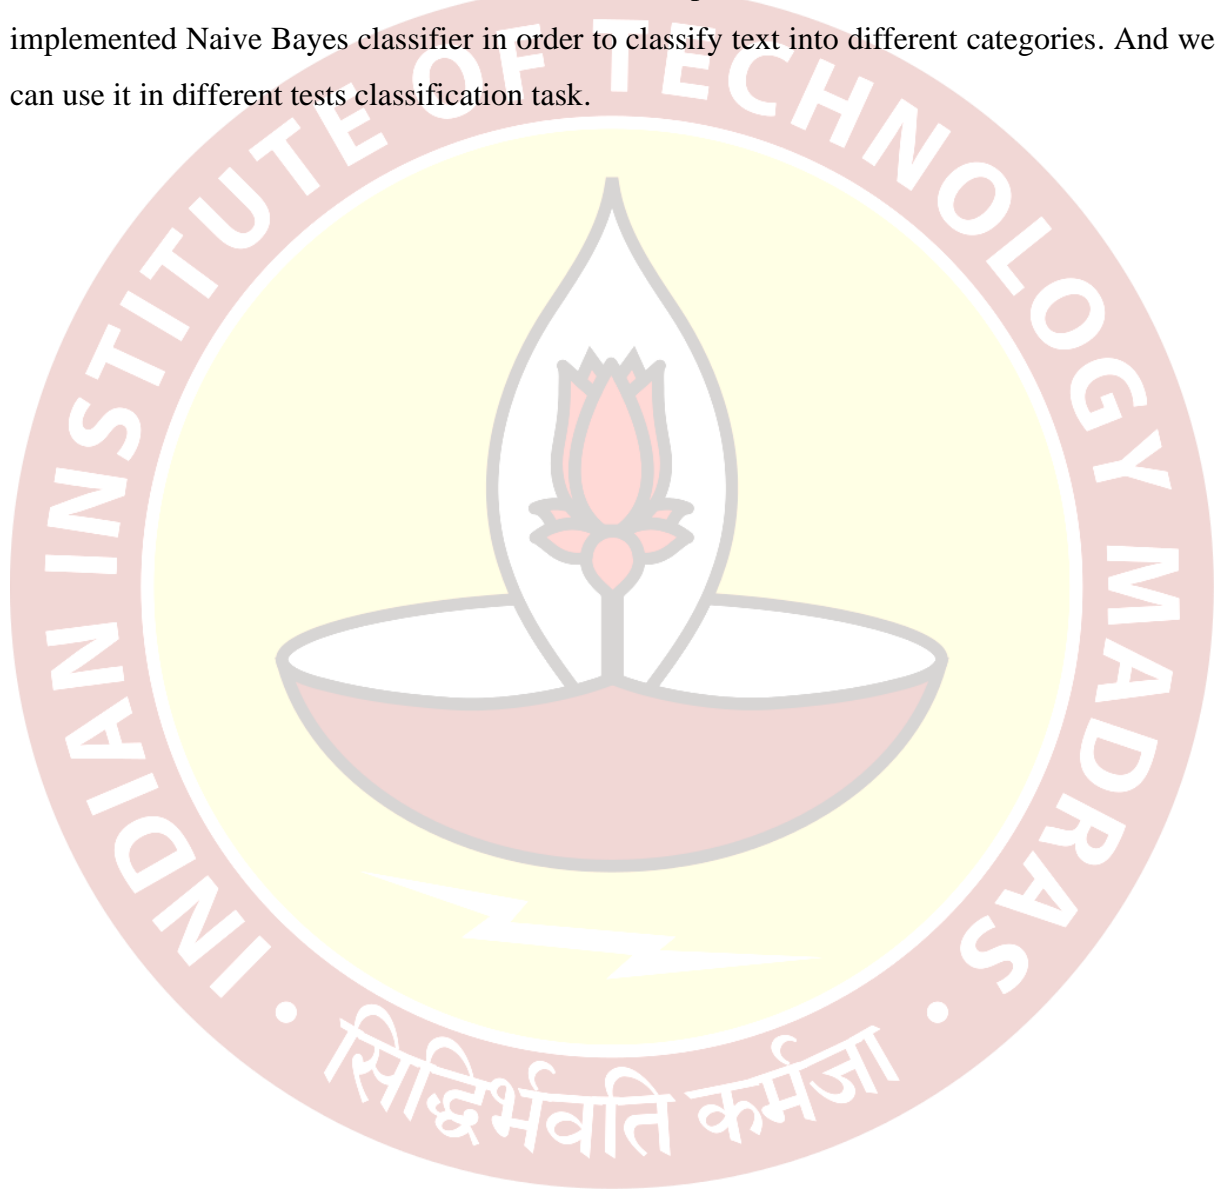 implemented Naive Bayes classifier in order to classify text into different categories. And we
can use it in different tests classification task.
INDIAN INSTITUTE OF TECHNOLOGY MADRAS
सिद्धिर्भवति कर्मजा